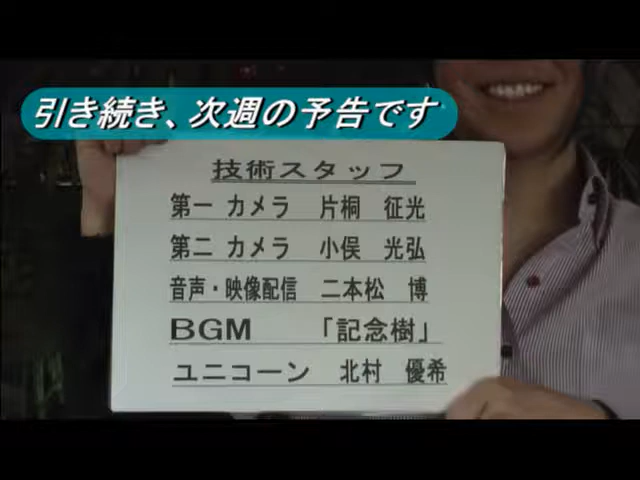 引き続き、次週の予告です
技術スタッフ
第一 カメラ 片桐 征光
第二 カメラ 小俣 光弘
音声・映像配信 二本松 博
BGM 「記念樹」
ユニコーン 北村 優希